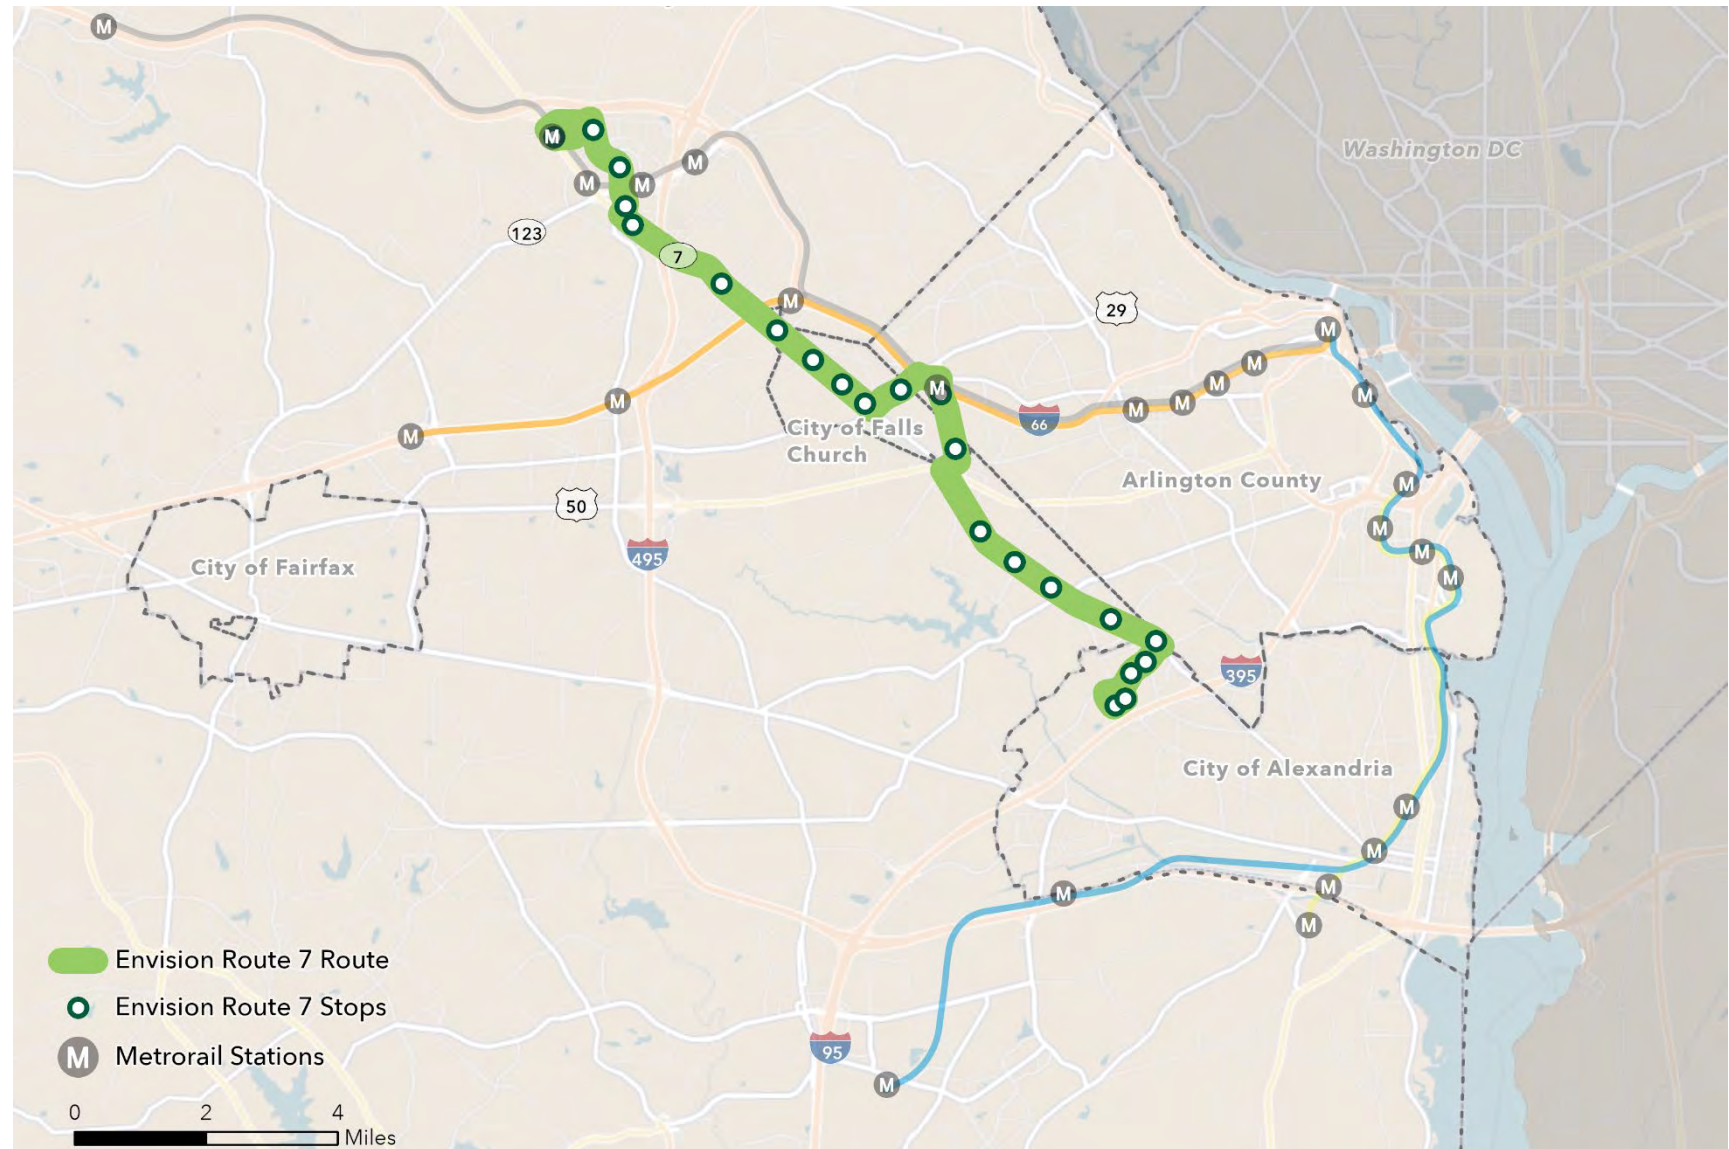 M
M
M
M
M
Washington DC
123
7
M
29
M
M
M
M
M
M
66
M
M
M
M
City of Falls
Church
M
Arlington County
M
50
M
M
495
City of Fairfax
M
395
City of Alexandria
M
M
M
M
M
Envision Route 7 Route
Envision Route 7 Stops
M
Metrorail Stations
95
M
0
2
4
Miles